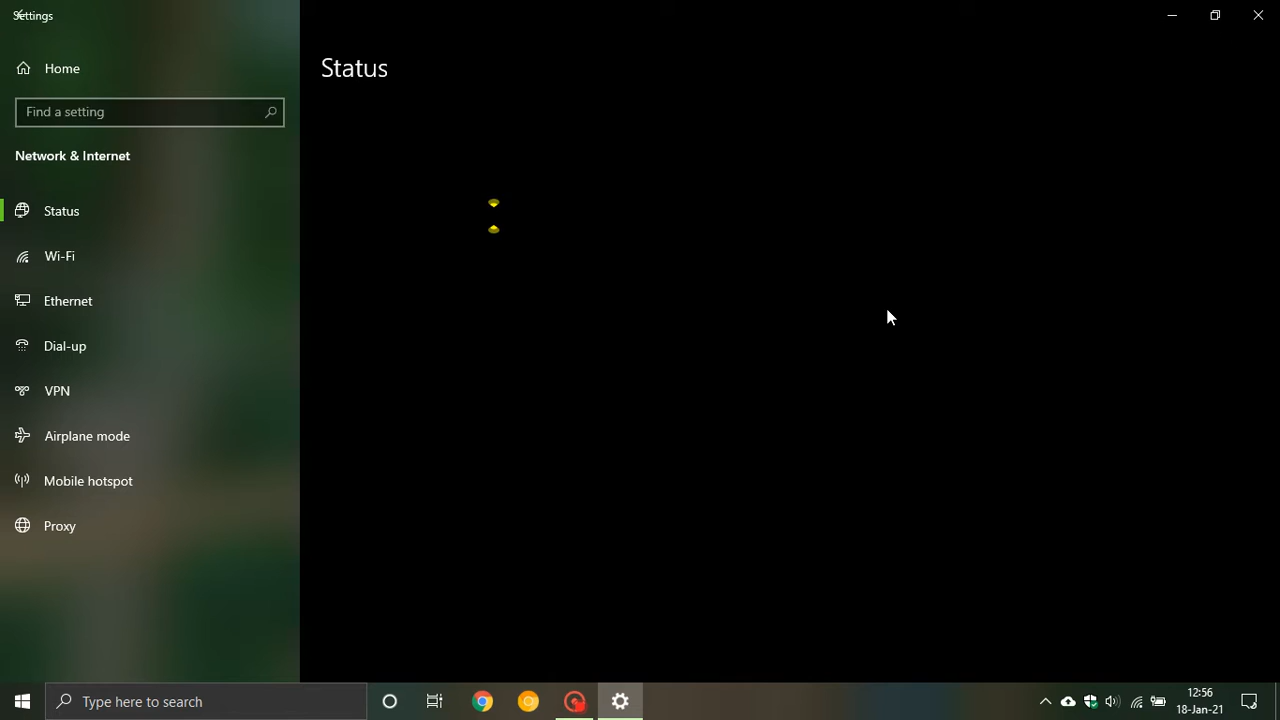 Settings
Home
Find a setting
Network & Internet
Status
Wi-Fi
Ethernet
Dial-up
VPN
Airplane mode
Mobile hotspot
Proxy
Status
Type here to search
12:56
18-Jan-21